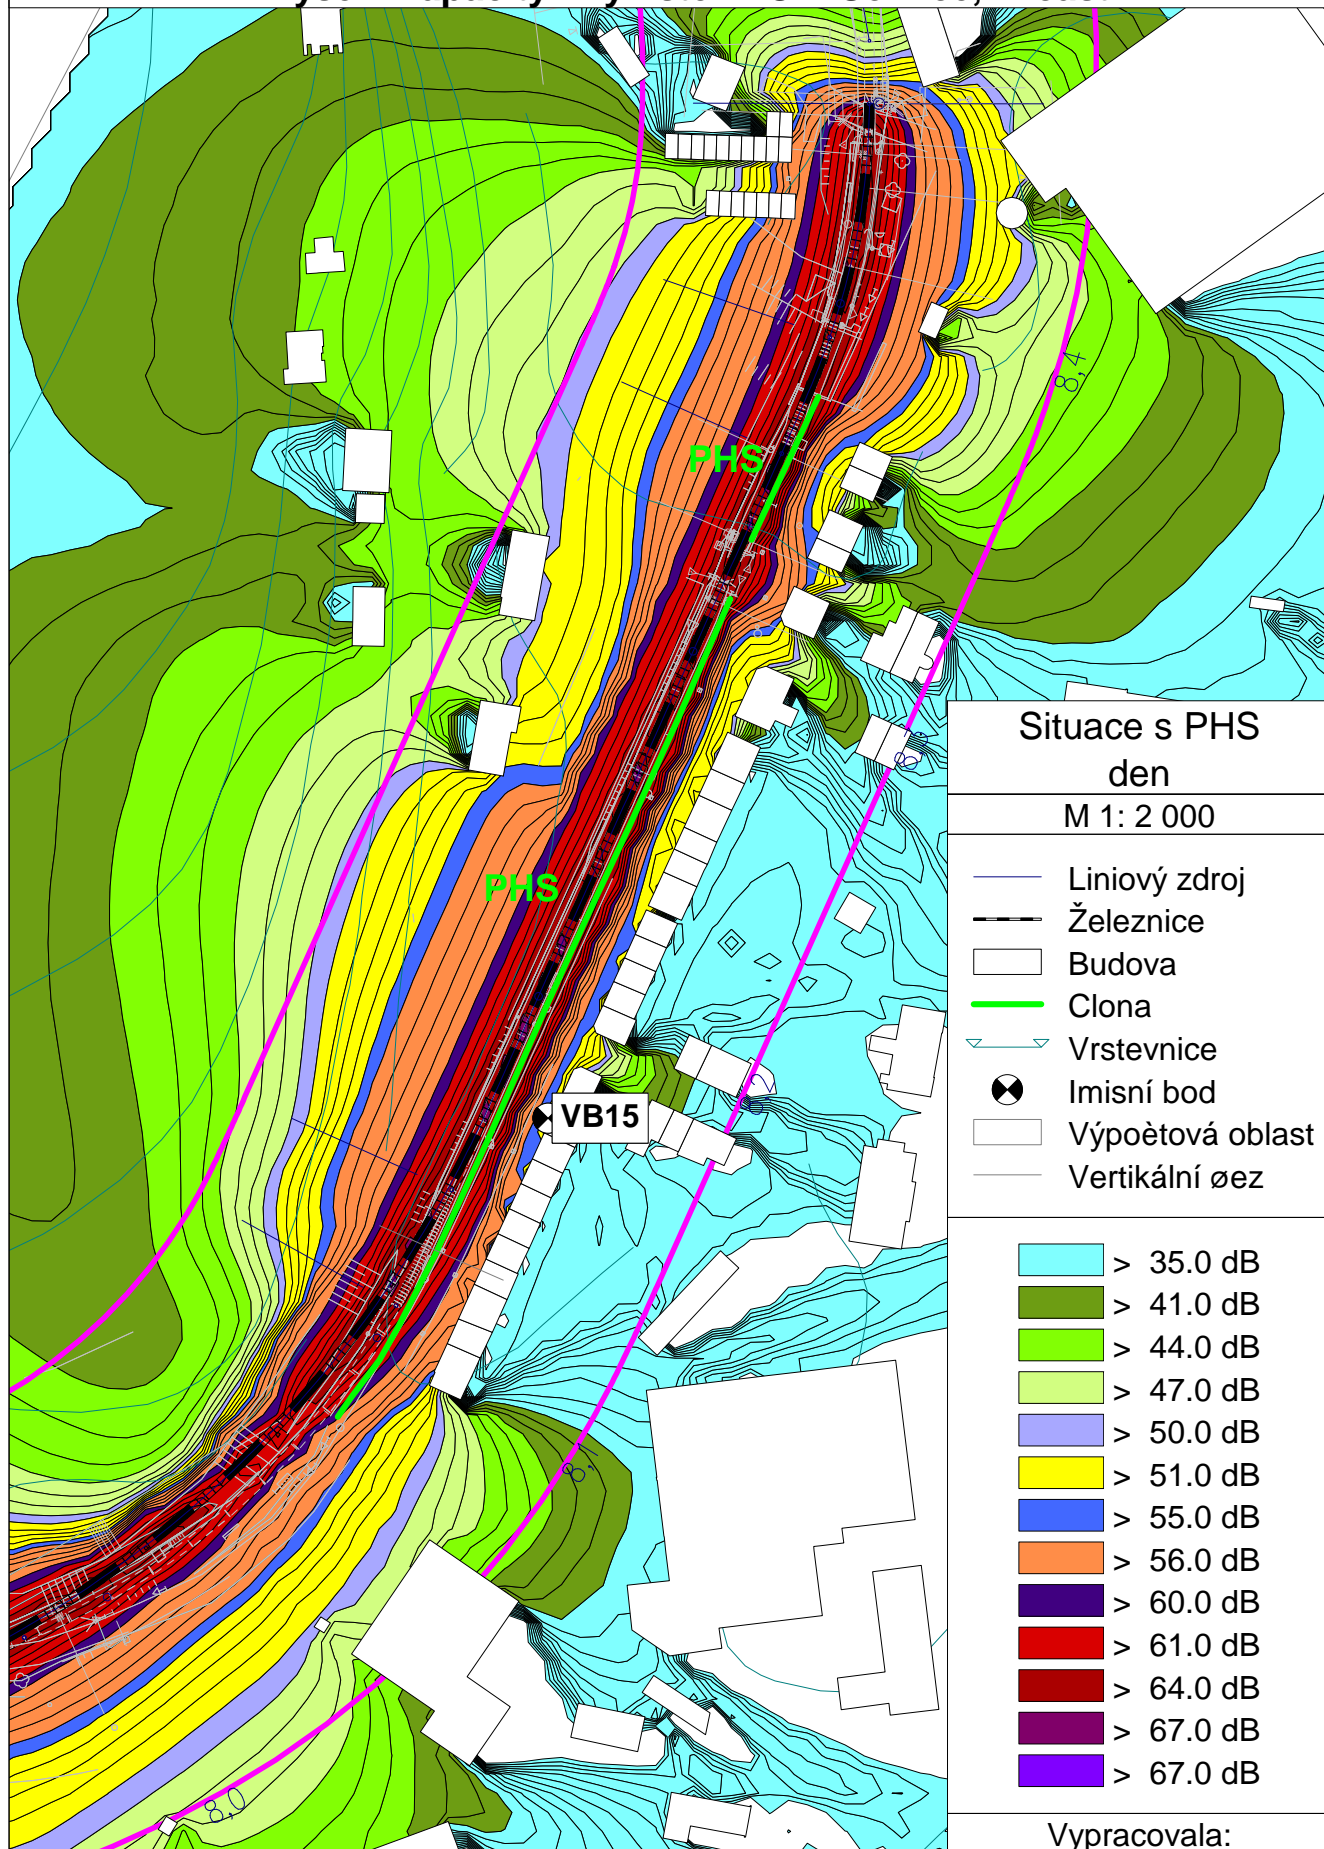 PHS
8,4
PHS
VB15
8,0
Situace s PHS
den
M 1: 2 000
Liniový zdroj
Železnice
Budova
Clona
Vrstevnice
Imisní bod
Výpoètová oblast
Vertikální øez
> 35.0 dB
> 41.0 dB
> 44.0 dB
> 47.0 dB
> 50.0 dB
> 51.0 dB
> 55.0 dB
> 56.0 dB
> 60.0 dB
> 61.0 dB
> 64.0 dB
> 67.0 dB
> 67.0 dB
Vypracovala: